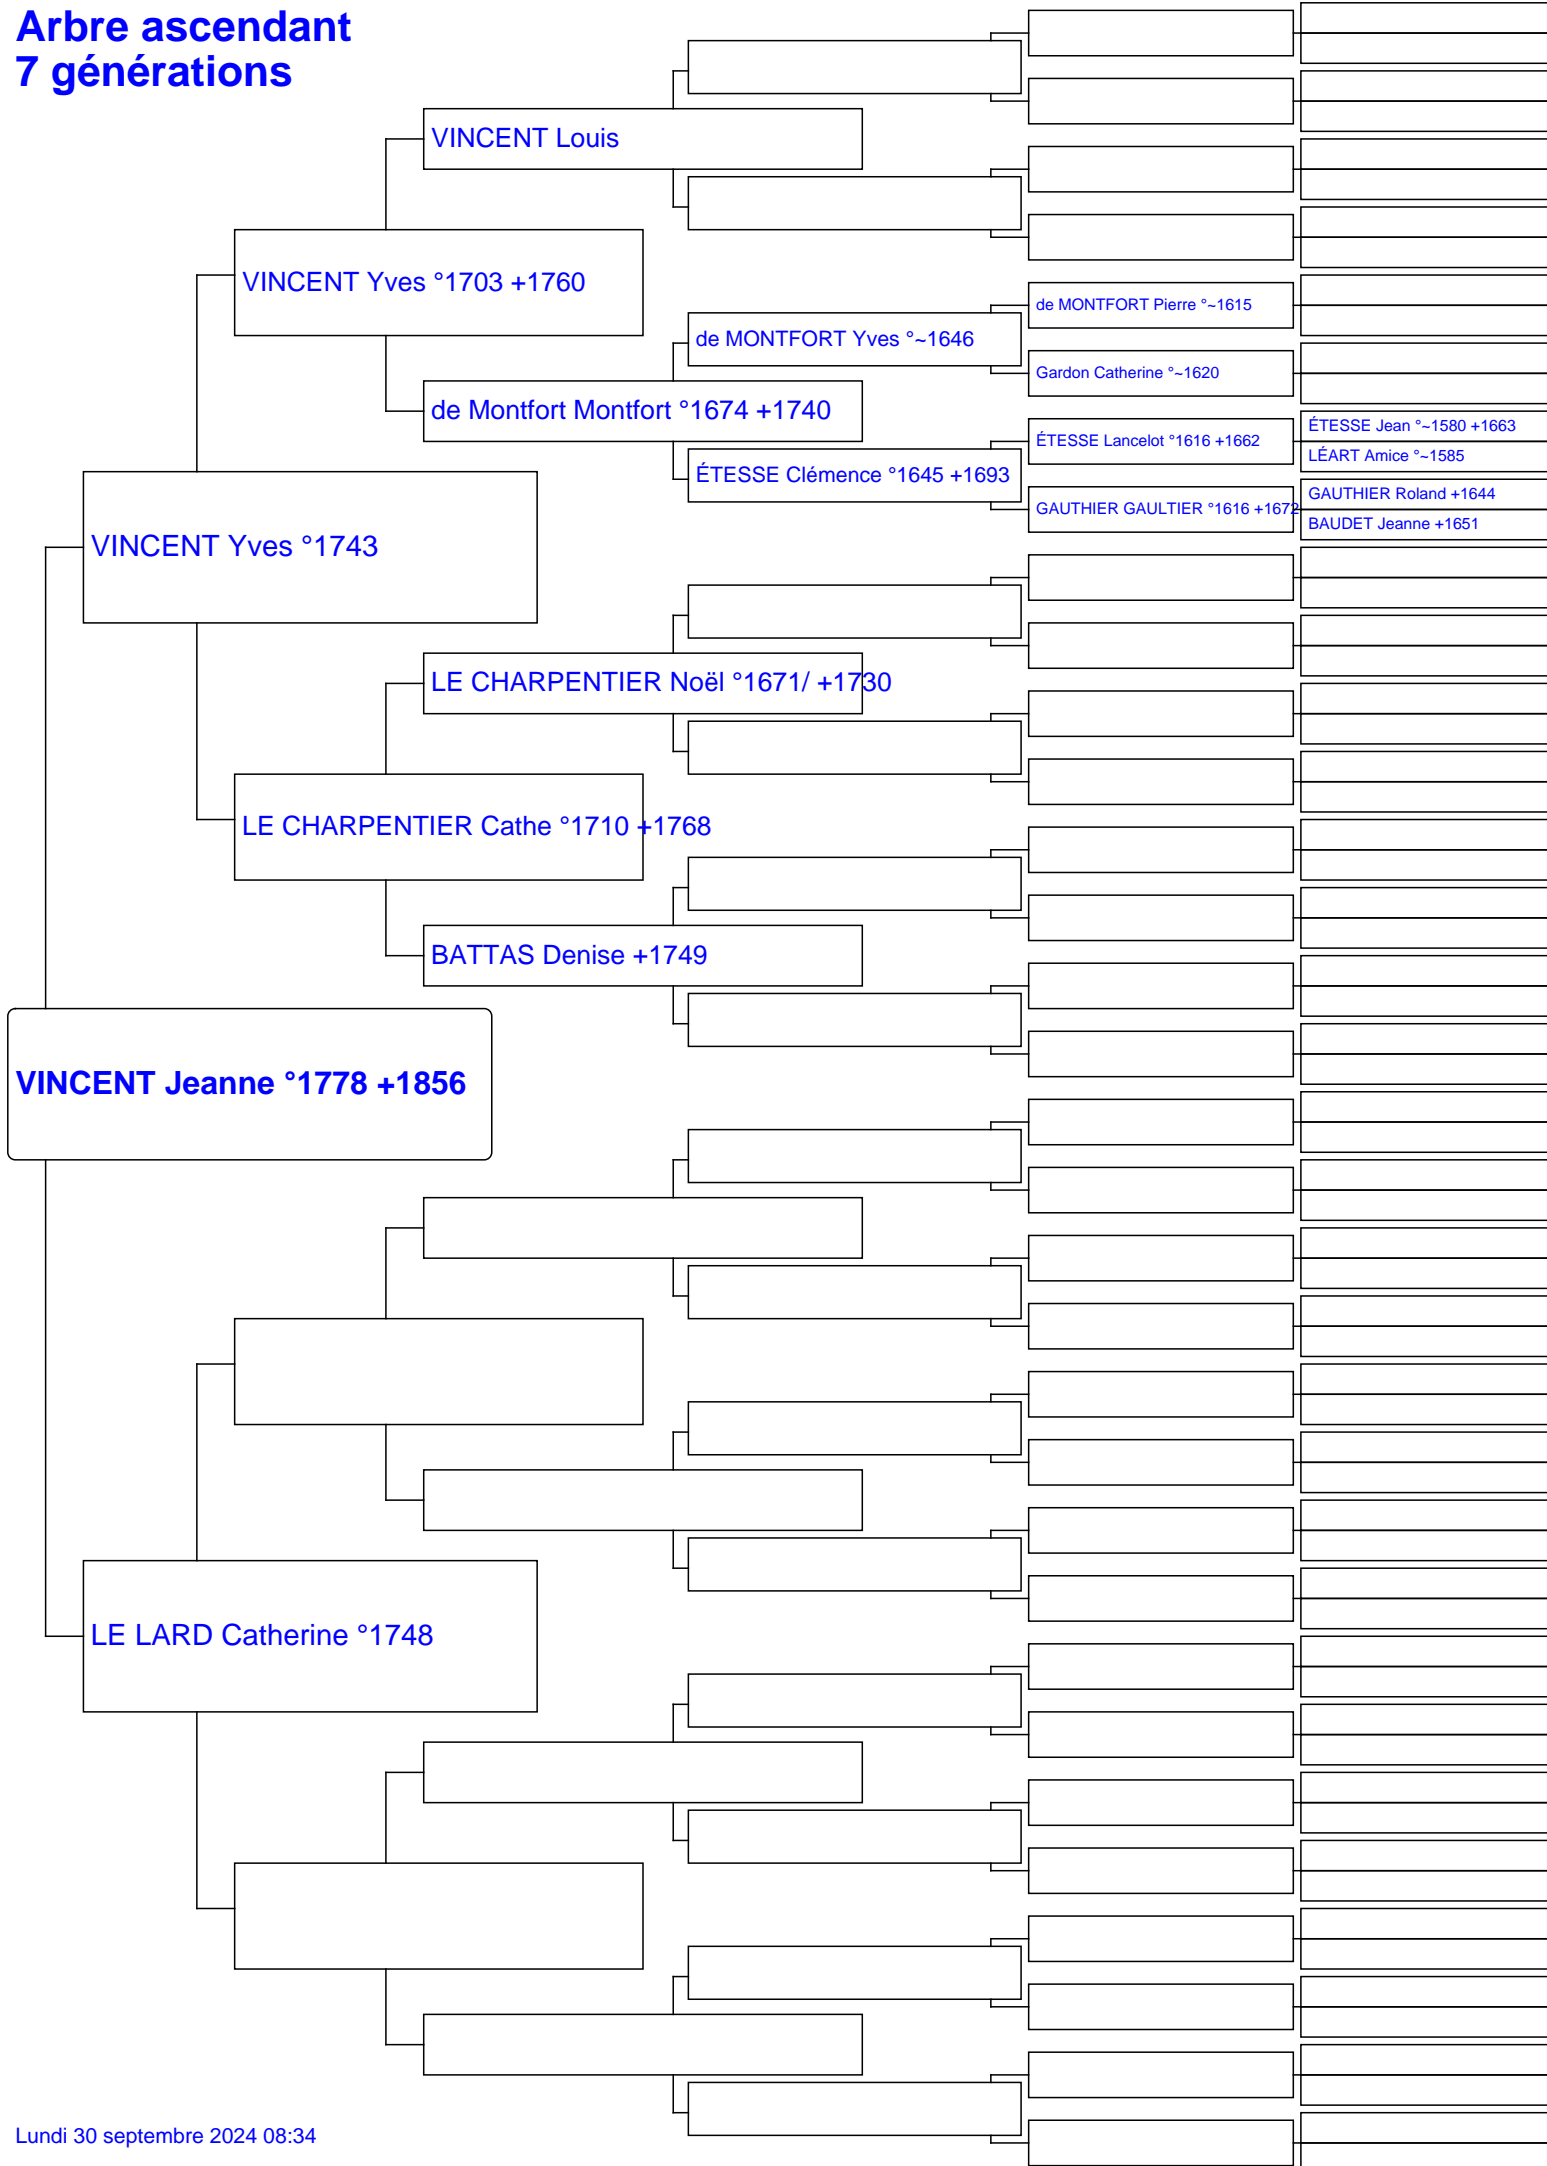 Arbre ascendant
7 générations
VINCENT Louis
VINCENT Yves °1703 +1760
de MONTFORT Pierre °~1615
de MONTFORT Yves °~1646
Gardon Catherine °~1620
de Montfort Montfort °1674 +1740
ÉTESSE Jean °~1580 +1663
ÉTESSE Lancelot °1616 +1662
LÉART Amice °~1585
ÉTESSE Clémence °1645 +1693
GAUTHIER Roland +1644
GAUTHIER GAULTIER °1616 +1672
BAUDET Jeanne +1651
VINCENT Yves °1743
LE CHARPENTIER Noël °1671/ +1730
LE CHARPENTIER Cathe °1710 +1768
BATTAS Denise +1749
VINCENT Jeanne °1778 +1856
LE LARD Catherine °1748
Lundi 30 septembre 2024 08:34